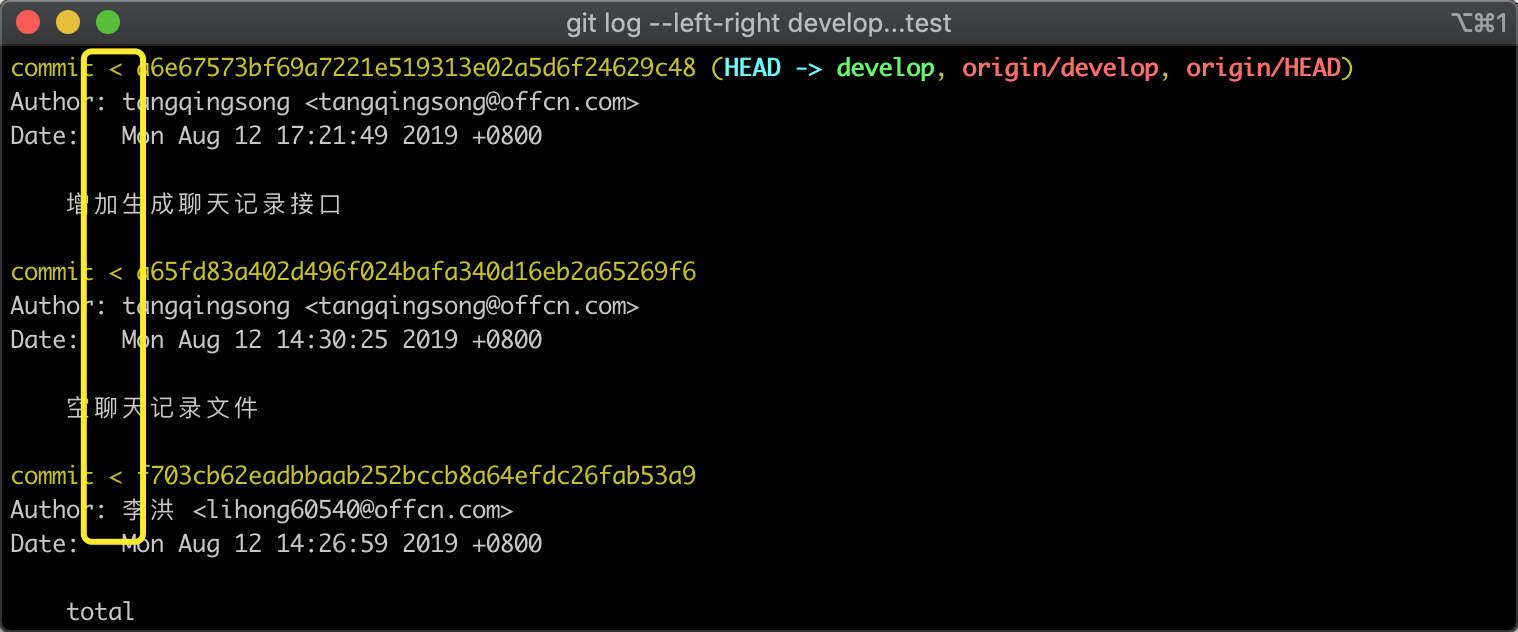 git log --left-right develop...test
⌥⌘1
commit < a6e67573bf69a7221e519313e02a5d6f24629c48 (HEAD -> develop, origin/develop, origin/HEAD)
Author: tangqingsong <tangqingsong@offcn.com>
Date:   Mon Aug 12 17:21:49 2019 +0800
增加生成聊天记录接口
commit < a65fd83a402d496f024bafa340d16eb2a65269f6
Author: tangqingsong <tangqingsong@offcn.com>
Date:   Mon Aug 12 14:30:25 2019 +0800
空聊天记录文件
commit < f703cb62eadbbaab252bccb8a64efdc26fab53a9
Author: 李洪 <lihong60540@offcn.com>
Date:   Mon Aug 12 14:26:59 2019 +0800
total